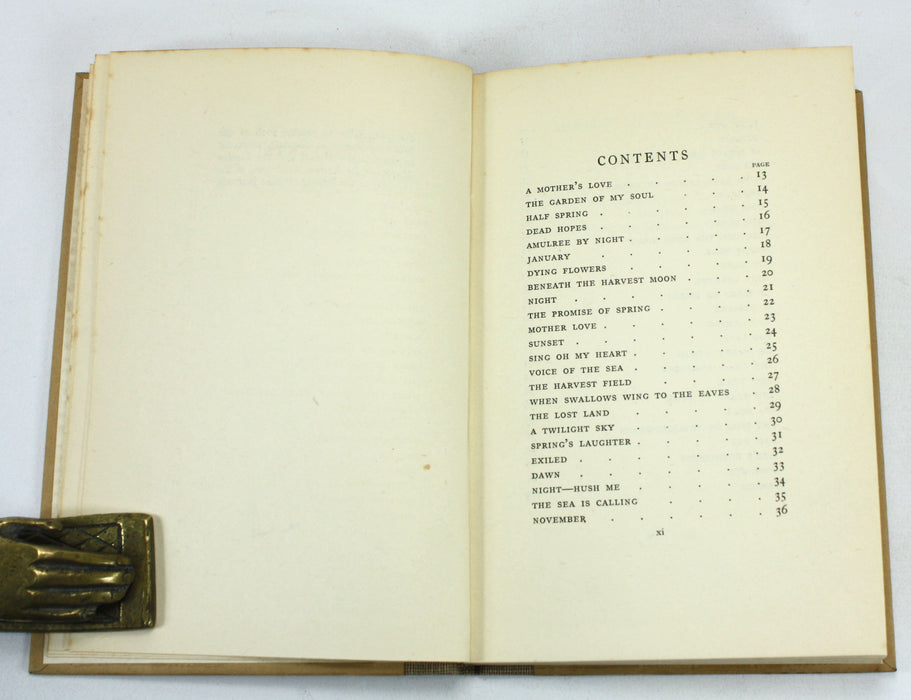 CONTENTS
PAGE
A MOTHER'S LOVE . . . . . 13
THE GARDEN OF MY SOUL . . . . 14
HALF SPRING . . . . . . 15
DEAD HOPES . . . . . . 16
AMULREE BY NIGHT . . . . . 17
JANUARY . . . . . . 18
DYING FLOWERS . . . . . 19
BENEATH THE HARVEST MOON . . . 20
NIGHT . . . . . . . 21
THE PROMISE OF SPRING . . . . 22
MOTHER LOVE . . . . . . 23
SUNSET . . . . . . . 24
SING OH MY HEART . . . . . 25
VOICE OF THE SEA . . . . . 26
THE HARVEST FIELD . . . . 27
WHEN SWALLOWS WING TO THE EAVES . 28
THE LOST LAND . . . . . 29
A TWILIGHT SKY . . . . . 30
SPRING'S LAUGHTER . . . . . 31
EXILED . . . . . . . 32
DAWN . . . . . . . 33
NIGHT—HUSH ME . . . . . 34
THE SEA IS CALLING . . . . 35
NOVEMBER . . . . . . 36
xi